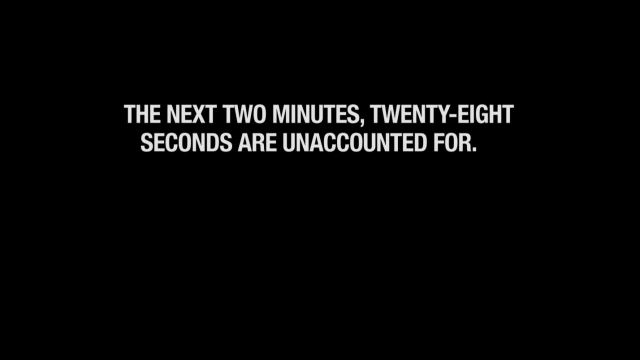 THE NEXT TWO MINUTES, TWENTY-EIGHT
SECONDS ARE UNACCOUNTED FOR.